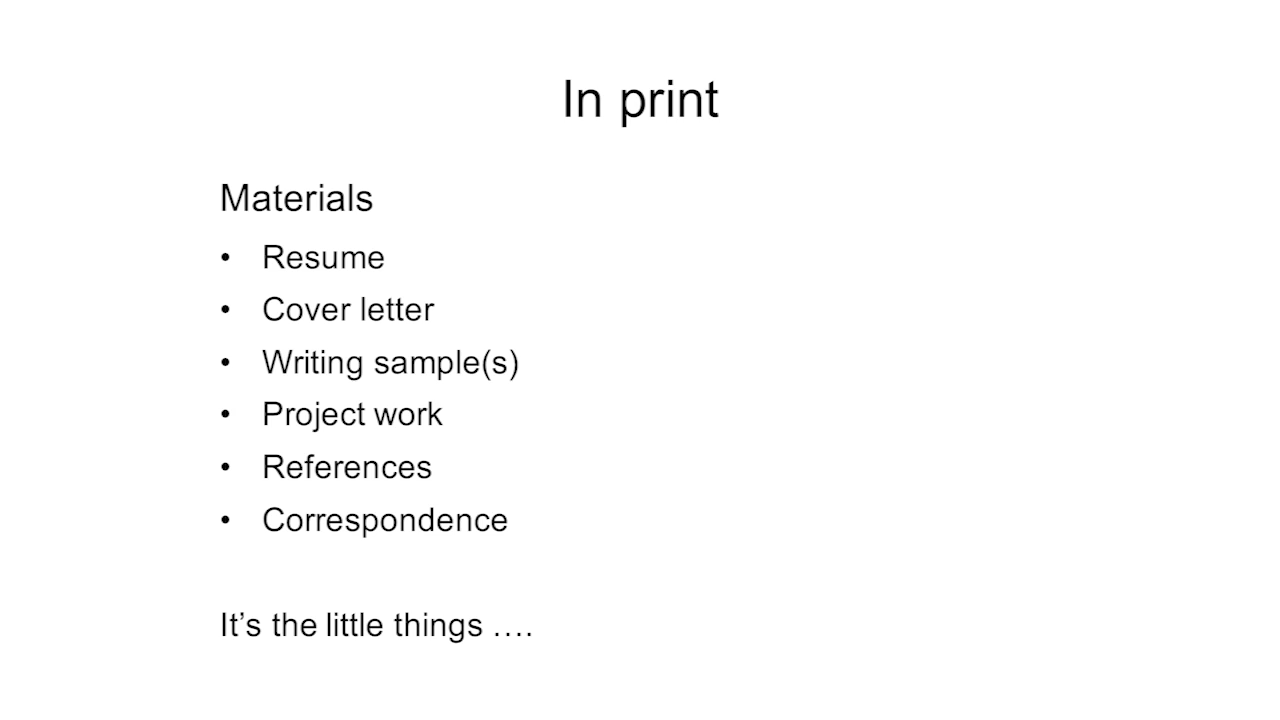 In print
Materials
• Resume
• Cover letter
• Writing sample(s)
• Project work
• References
• Correspondence
It’s the little things ….